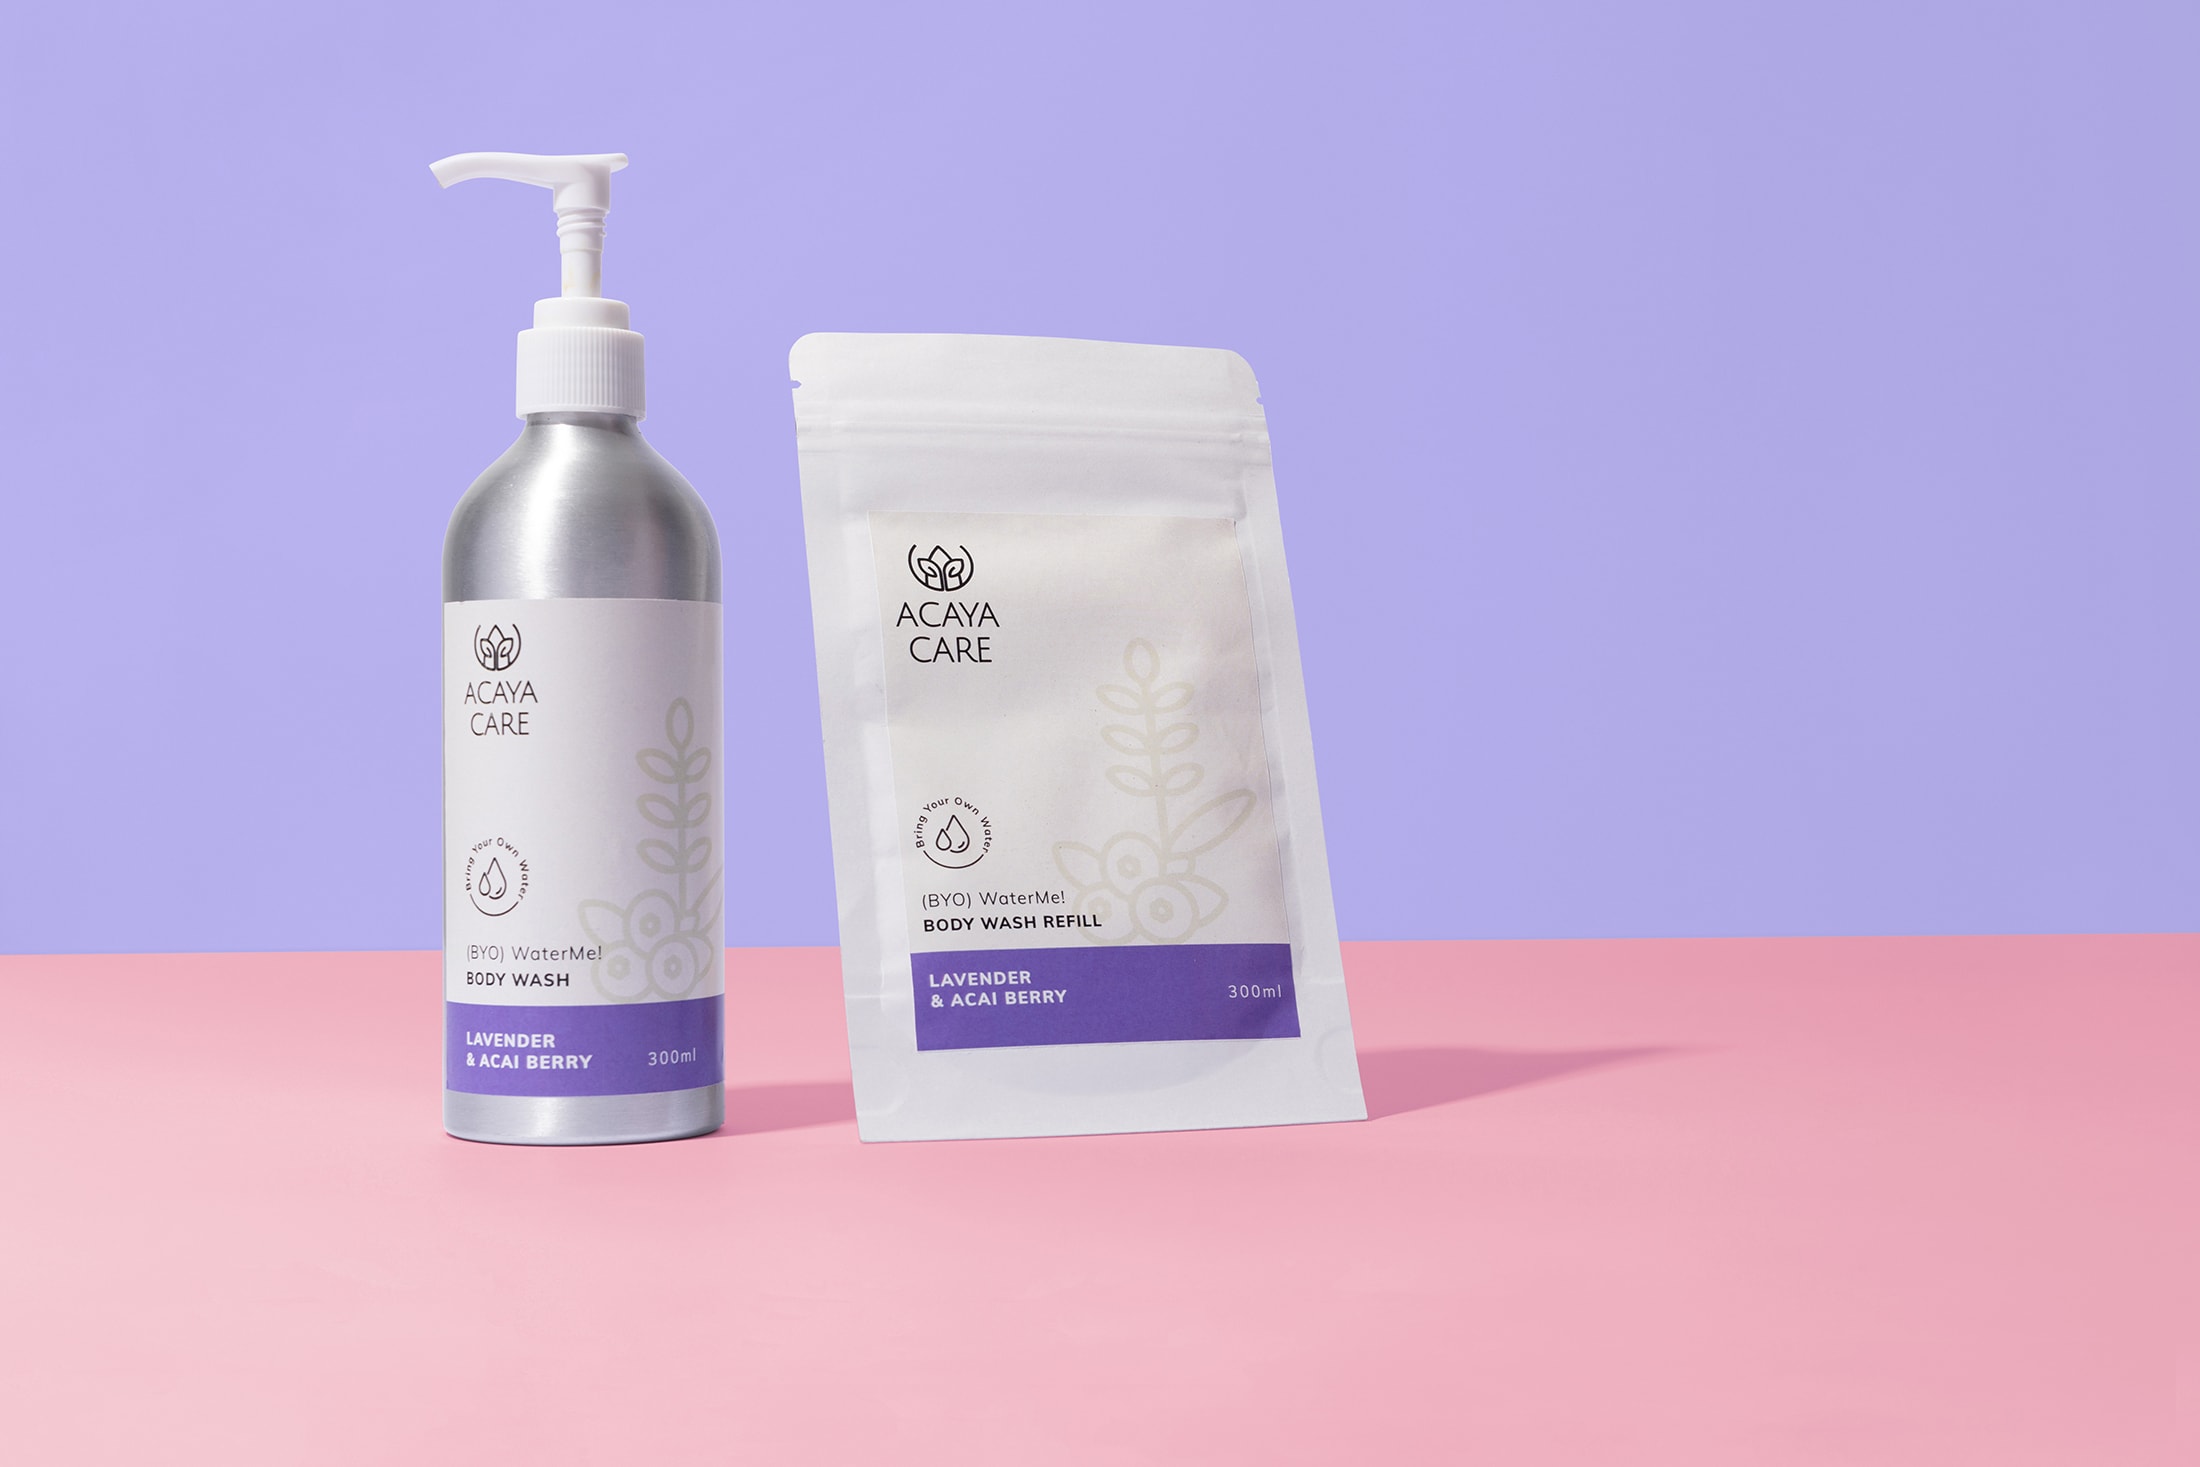 ACAYA
CARE
Bring Your Own Water
(BYO) WaterMe!
BODY WASH
LAVENDER
& ACAI BERRY
300ml
ACAYA
CARE
Bring Your Own Water
(BYO) WaterMe!
BODY WASH REFILL
LAVENDER
& ACAI BERRY
300ml